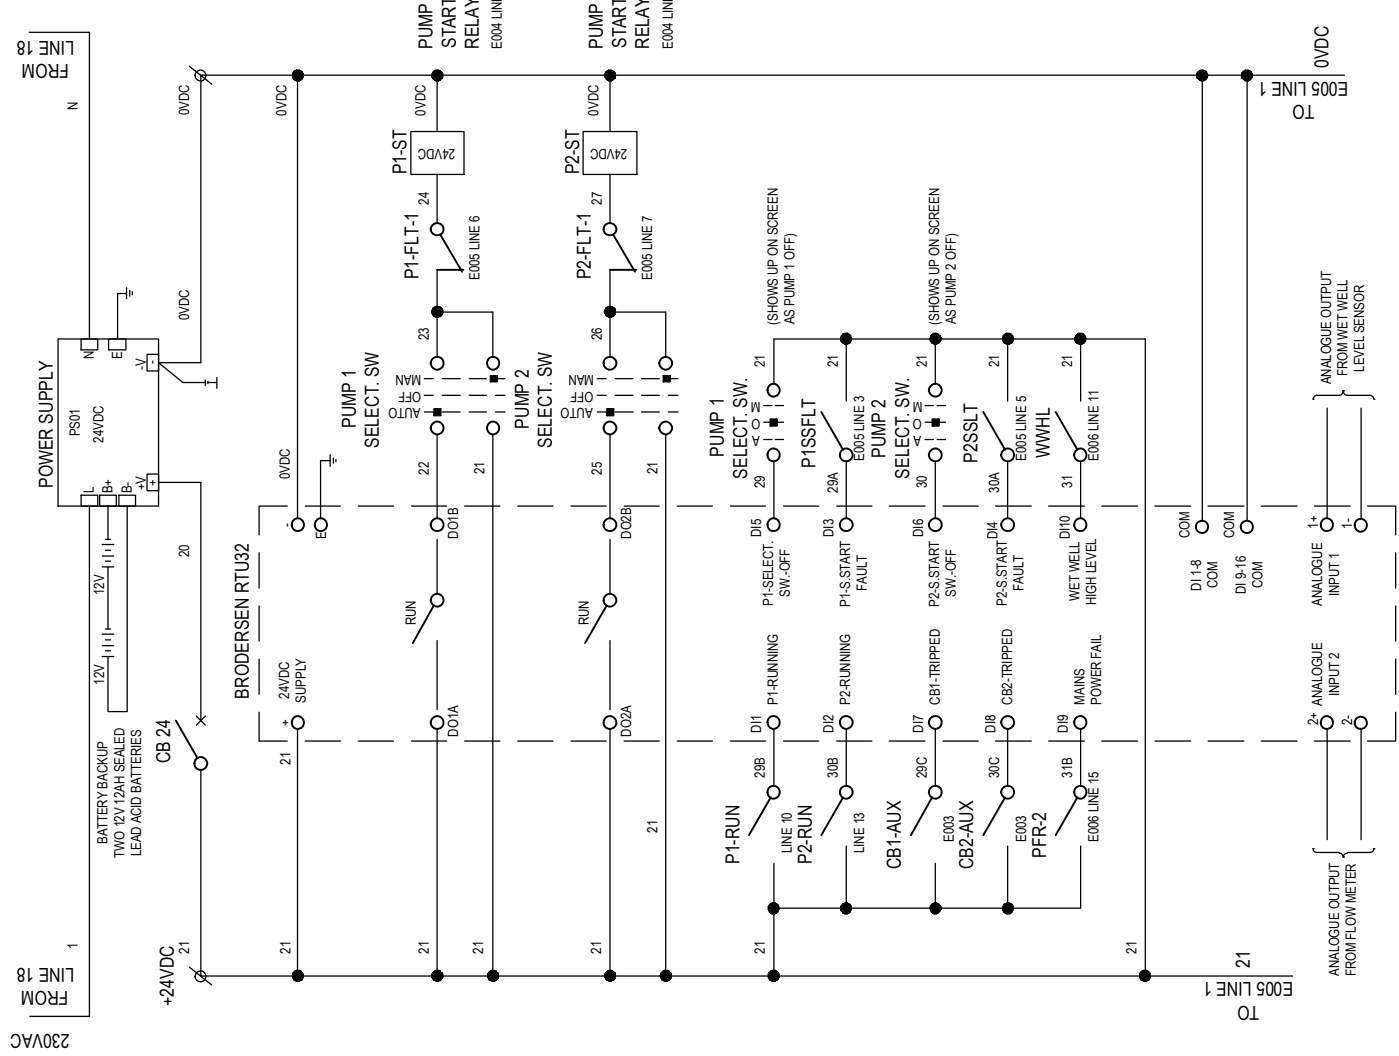 230VAC
FROM
LINE 18
1
BATTERY BACKUP
TWO 12V 12AH SEALED
LEAD ACID BATTERIES
12V
12V
POWER SUPPLY
PS01
24VDC
L
B+
B-
+V
+
N
E
-V
-
N
FROM
LINE 18
+24VDC
21
CB 24
20
0VDC
0VDC
BRODERSEN RTU32
21
+
24VDC
SUPPLY
-
E
0VDC
0VDC
21
DO1A
RUN
DO1B
22
21
PUMP 1
SELECT. SW
AUTO
OFF
MAN
23
P1-FLT-1
E005 LINE 6
24
P1-ST
24VDC
0VDC
PUMP
START
RELAY
E004 LIN
21
21
DO2A
RUN
DO2B
25
21
PUMP 2
SELECT. SW
AUTO
OFF
MAN
26
P2-FLT-1
E005 LINE 7
27
P2-ST
24VDC
0VDC
PUMP
START
RELAY
E004 LINE
21
21
21
P1-RUN
LINE 10
29B
DI1
P1-RUNNING
P1-SELECT.
SW.-OFF
DI5
29
PUMP 1
SELECT. SW.
A
O
M
21
(SHOWS UP ON SCREEN
AS PUMP 1 OFF)
P2-RUN
LINE 13
30B
DI2
P2-RUNNING
P1-S.START
FAULT
DI3
29A
P1SSFLT
E005 LINE 3
21
CB1-AUX
E003
29C
DI7
CB1-TRIPPED
P2-S.START
SW.-OFF
DI6
30
PUMP 2
SELECT. SW.
A
O
M
21
(SHOWS UP ON SCREEN
AS PUMP 2 OFF)
CB2-AUX
E003
30C
DI8
CB2-TRIPPED
P2-S.START
FAULT
DI4
30A
P2SSLT
E005 LINE 5
21
PFR-2
E006 LINE 15
31B
DI9
MAINS
POWER FAIL
WET WELL
HIGH LEVEL
DI10
31
WWHL
E006 LINE 11
21
21
DI 1-8
COM
COM
DI 9-16
COM
COM
21
TO
E005 LINE 1
0VDC
TO
E005 LINE 1
ANALOGUE OUTPUT
FROM FLOW METER
2+
2-
ANALOGUE
INPUT 2
ANALOGUE
INPUT 1
1+
1-
ANALOGUE OUTPUT
FROM WET WELL
LEVEL SENSOR